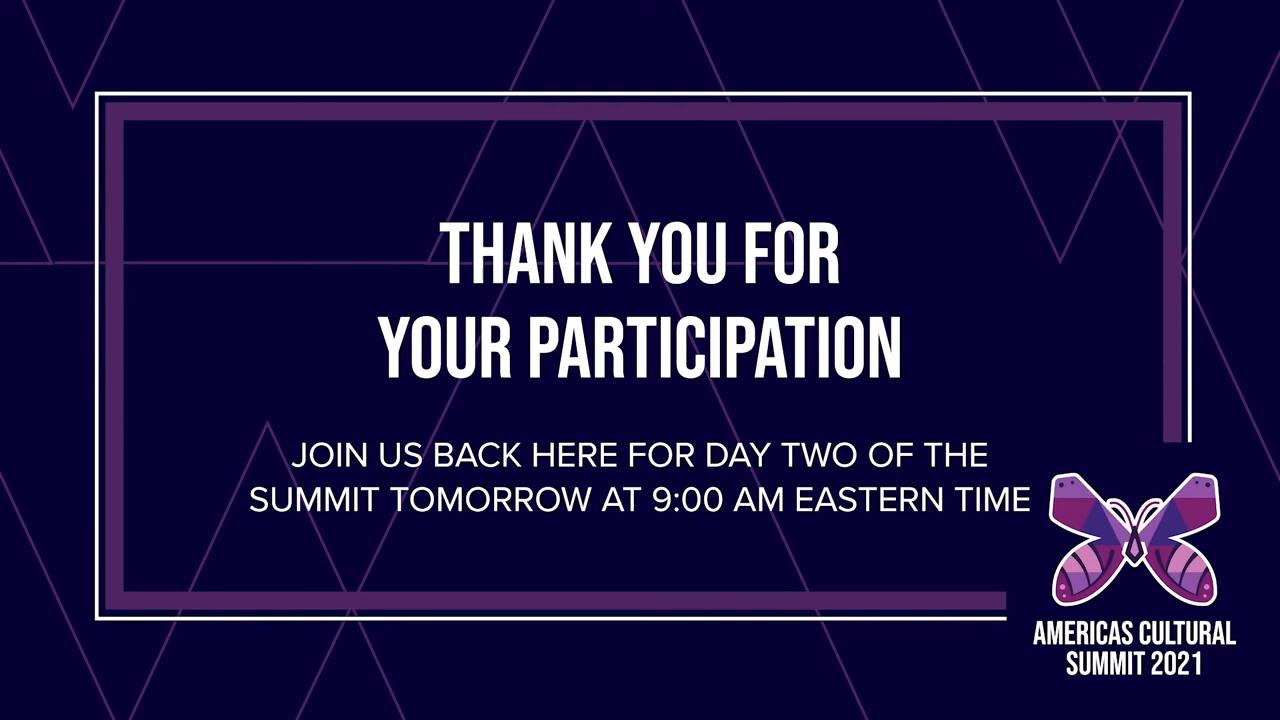 THANK YOU FOR
YOUR PARTICIPATION
JOIN US BACK HERE FOR DAY TWO OF THE
SUMMIT TOMORROW AT 9:00 AM EASTERN TIME
AMERICAS CULTURAL
SUMMIT 2021